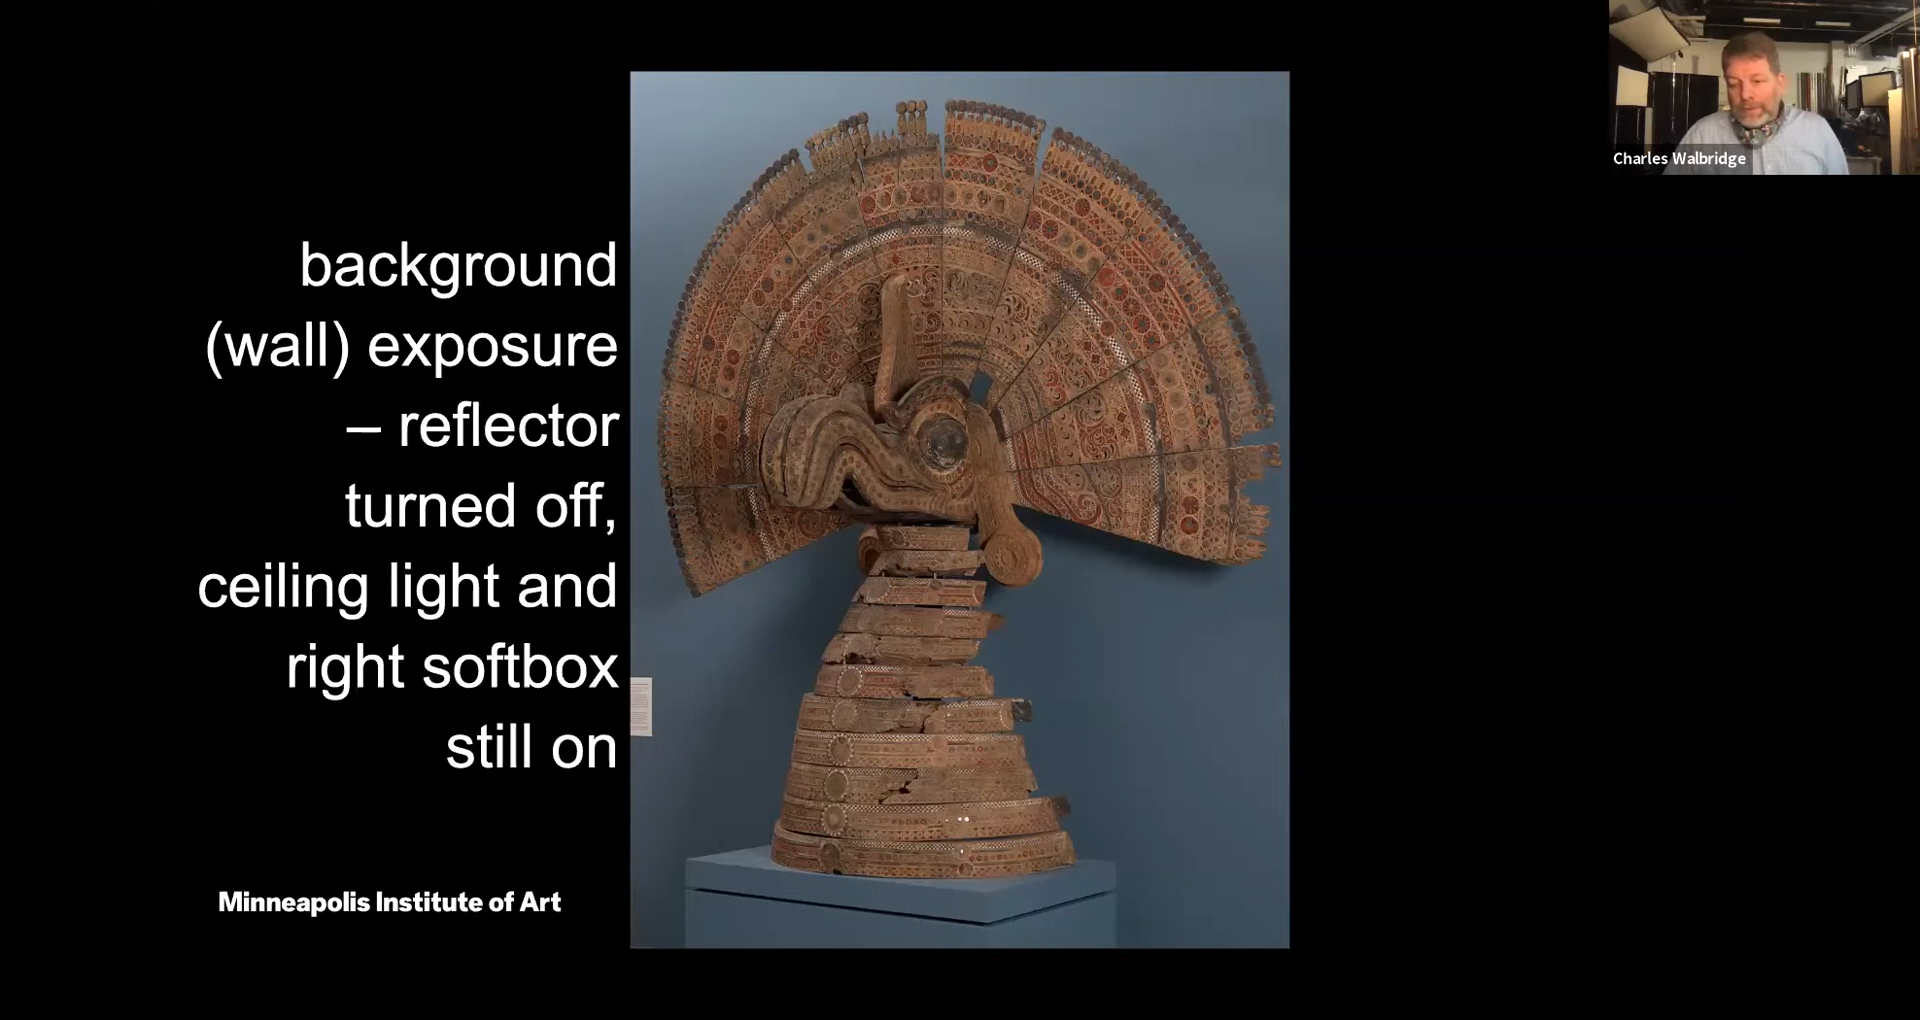 background
(wall) exposure
– reflector
turned off,
ceiling light and
right softbox
still on
Minneapolis Institute of Art
Charles Walbridge